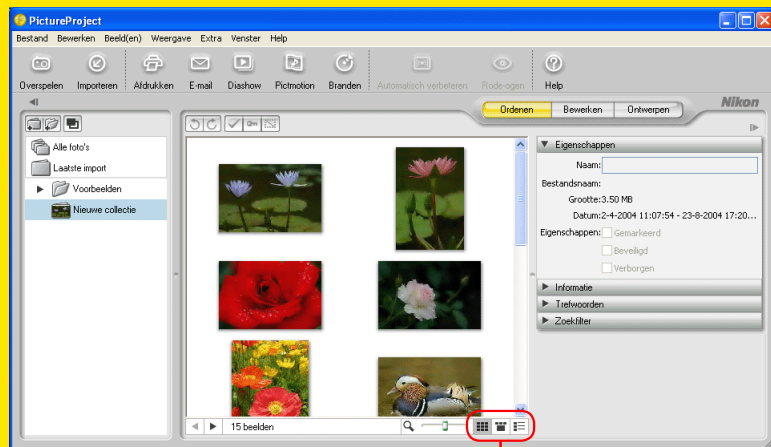 PictureProject
Bestand Bewerken Beeld(en) Weergave Extra Venster Help
Overspelen Importeren Afdrukken E-mail Diashow Pictmotion Branden Automatisch verbeteren Rode-ogen Help
Ordenen Bewerken Ontwerpen Nikon
Alle foto's
Laatste import
Voorbeelden
Nieuwe collectie
Eigenschappen
Naam:
Bestandsnaam:
Grootte:3.50 MB
Datum:2-4-2004 11:07:54 - 23-8-2004 17:20...
Eigenschappen: Gemarkeerd
Beveiligd
Verborgen
Informatie
Trefwoorden
Zoekfilter
15 beelden